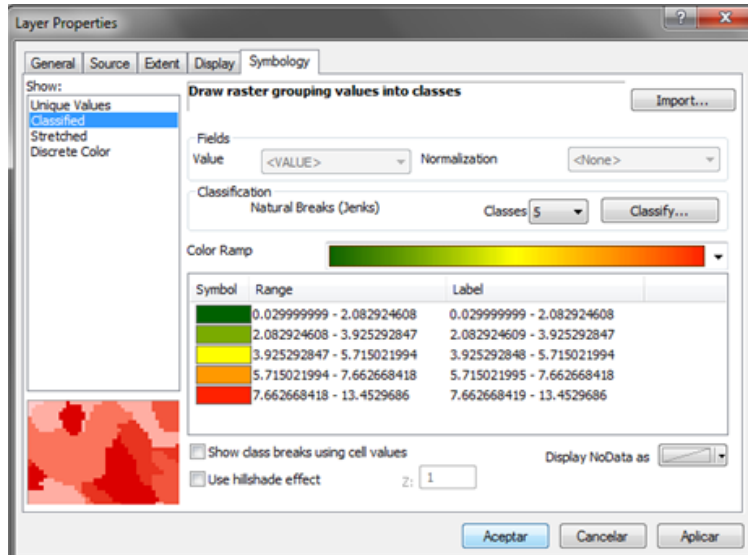 Layer Properties
General Source Extent Display Symbology
Show:
Unique Values
Classified
Stretched
Discrete Color
Draw raster grouping values into classes
Import...
Fields
Value <VALUE> Normalization <None>
Classification
Natural Breaks (Jenks) Classes 5 Classify...
Color Ramp
Symbol Range Label
0.029999999 - 2.082924608 0.029999999 - 2.082924608
2.082924608 - 3.925292847 2.082924609 - 3.925292847
3.925292847 - 5.715021994 3.925292848 - 5.715021994
5.715021994 - 7.662668418 5.715021995 - 7.662668418
7.662668418 - 13.4529686 7.662668419 - 13.4529686
Show class breaks using cell values
Display NoData as
Use hillshade effect Z: 1
Aceptar Cancelar Aplicar